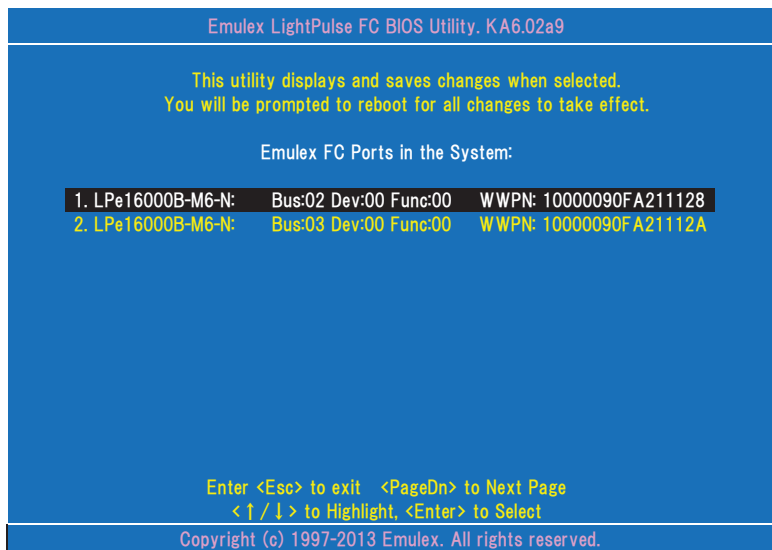 Emulex LightPulse FC BIOS Utility. KA6.02a9
This utility displays and saves changes when selected.
You will be prompted to reboot for all changes to take effect.
Emulex FC Ports in the System:
1. LPe16000B-M6-N: Bus:02 Dev:00 Func:00 WWPN: 10000090FA211128
2. LPe16000B-M6-N: Bus:03 Dev:00 Func:00 WWPN: 10000090FA21112A
Enter <Esc> to exit <PageDn> to Next Page
<↑/↓> to Highlight, <Enter> to Select
Copyright (c) 1997-2013 Emulex. All rights reserved.